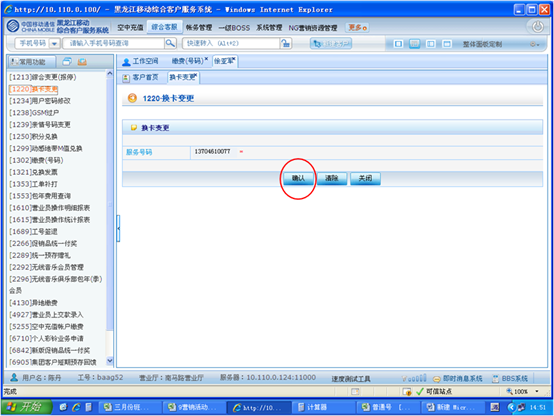 http://10.110.0.100/ - 黑龙江移动综合客户服务系统 - Windows Internet Explorer
中国移动通信 CHINA MOBILE 黑龙江移动 综合客户服务系统 空中充值 综合客服 帐务管理 一级BOSS 系统管理 NG营销资源管理 更多
手机号码 请输入手机号码查询 快速转入 (Alt+Z) 整体面板定制
常用功能
工作空间 缴费(号码) 徐亚军
客户首页 换卡变更
[1213]综合变更(报停)
[1220]换卡变更
[1234]用户密码修改
[1238]GSM过户
[1239]亲情号码变更
[1250]积分兑换
[1299]动感地带M值兑换
[1302]缴费(号码)
[1321]兑换发票
[1353]工单补打
[1553]包年费用查询
[1610]营业员操作明细报表
[1615]营业员操作统计报表
[1689]工号签退
[2266]促销品统一付奖
[2289]统一预存赠礼
[2292]无线音乐会员管理
[2296]无线音乐俱乐部包年(季)会员
[4130]异地缴费
[4927]营业员上交款录入
[5255]空中充值帐户缴费
[6710]个人彩铃业务申请
[6842]新版促销品统一付奖
[6905]集团客户短期预存回馈
1220-换卡变更
换卡变更
服务号码 13704610077 *
确认 清除 关闭
用户名：陈丹 工号：baag52 营业厅：南马路营业厅 服务器：10.110.0.124:11000 速度测试工具 即时消息系统 BBS系统
完成 可信站点 100%
开始 http://10.... 三月份班... 9营销活动... 计算器 普通号 [... 新建 Micr... 14:51